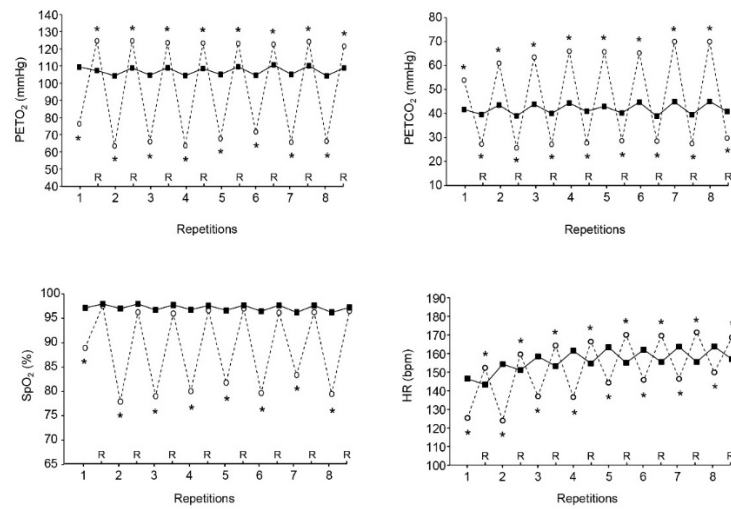 PETO2 (mmHg)
140
130
120
110
100
90
80
70
60
50
40
* * * * * * * *
* * * * * * * *
R R R R R R R R
1 2 3 4 5 6 7 8
Repetitions
PETCO2 (mmHg)
80
70
60
50
40
30
20
10
* * * * * * * *
* * * * * * * *
R R R R R R R R
1 2 3 4 5 6 7 8
Repetitions
SpO2 (%)
100
95
90
85
80
75
70
65
* * * * * * * *
R R R R R R R R
1 2 3 4 5 6 7 8
Repetitions
HR (bpm)
190
180
170
160
150
140
130
120
110
100
* * * * * * * *
* * * * * * * *
R R R R R R R R
1 2 3 4 5 6 7 8
Repetitions